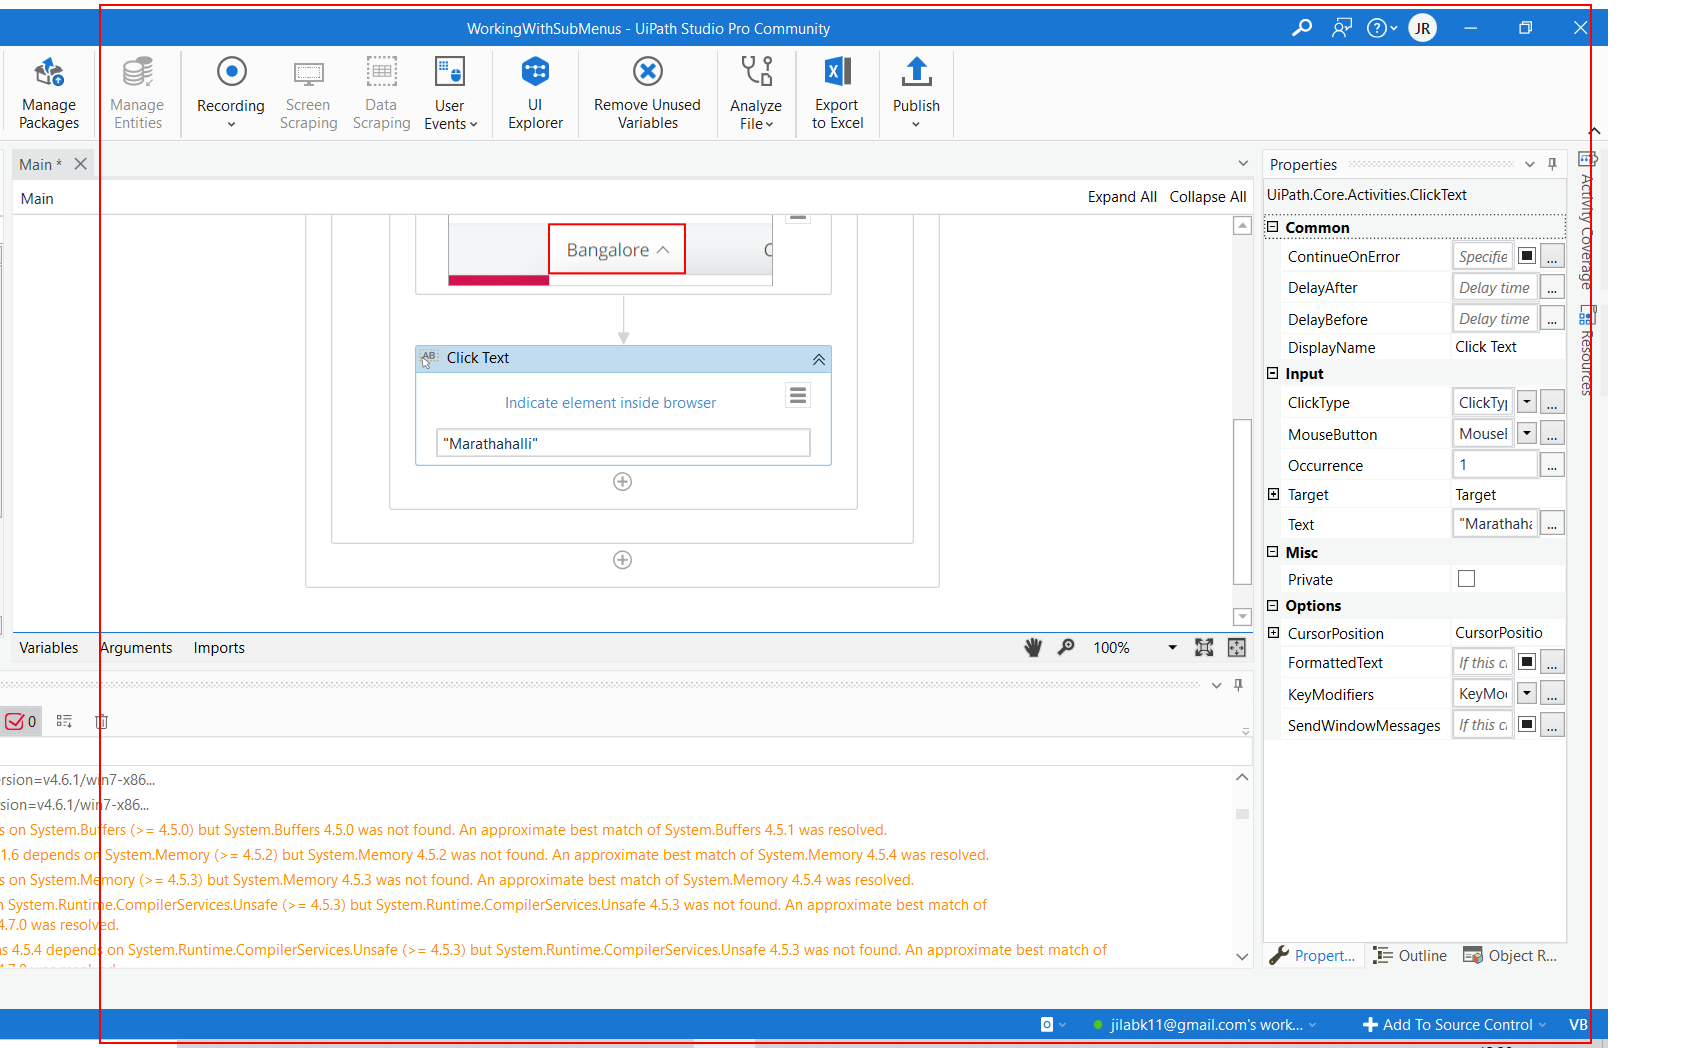 WorkingWithSubMenus - UiPath Studio Pro Community
JR
Manage Packages
Manage Entities
Recording
Screen Scraping
Data Scraping
User Events
UI Explorer
Remove Unused Variables
Analyze File
Export to Excel
Publish
Main *
Main
Expand All Collapse All
Bangalore
Click Text
Indicate element inside browser
"Marathahalli"
Variables Arguments Imports
100%
0
ersion=v4.6.1/win7-x86...
sion=v4.6.1/win7-x86...
s on System.Buffers (>= 4.5.0) but System.Buffers 4.5.0 was not found. An approximate best match of System.Buffers 4.5.1 was resolved.
1.6 depends on System.Memory (>= 4.5.2) but System.Memory 4.5.2 was not found. An approximate best match of System.Memory 4.5.4 was resolved.
s on System.Memory (>= 4.5.3) but System.Memory 4.5.3 was not found. An approximate best match of System.Memory 4.5.4 was resolved.
n System.Runtime.CompilerServices.Unsafe (>= 4.5.3) but System.Runtime.CompilerServices.Unsafe 4.5.3 was not found. An approximate best match of
4.7.0 was resolved.
s 4.5.4 depends on System.Runtime.CompilerServices.Unsafe (>= 4.5.3) but System.Runtime.CompilerServices.Unsafe 4.5.3 was not found. An approximate best match of
Properties
UiPath.Core.Activities.ClickText
Common
ContinueOnError Specifie ...
DelayAfter Delay time ...
DelayBefore Delay time ...
DisplayName Click Text
Input
ClickType ClickTyp ...
MouseButton Mousel ...
Occurrence 1 ...
Target Target
Text "Marathaha ...
Misc
Private
Options
CursorPosition CursorPositio
FormattedText If this c ...
KeyModifiers KeyMo ...
SendWindowMessages If this c ...
Propert... Outline Object R...
Activity Coverage
Resources
jilabk11@gmail.com's work... Add To Source Control VB